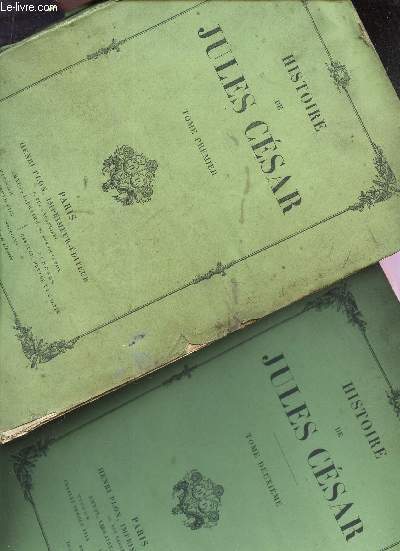 Le-livre.com
HISTOIRE
DE
JULES CÉSAR
TOME PREMIER
PARIS
HENRI PLON, IMPRIMEUR-ÉDITEUR
HISTOIRE
DE
JULES CÉSAR
TOME DEUXIÈME
PARIS
HENRI PLON,